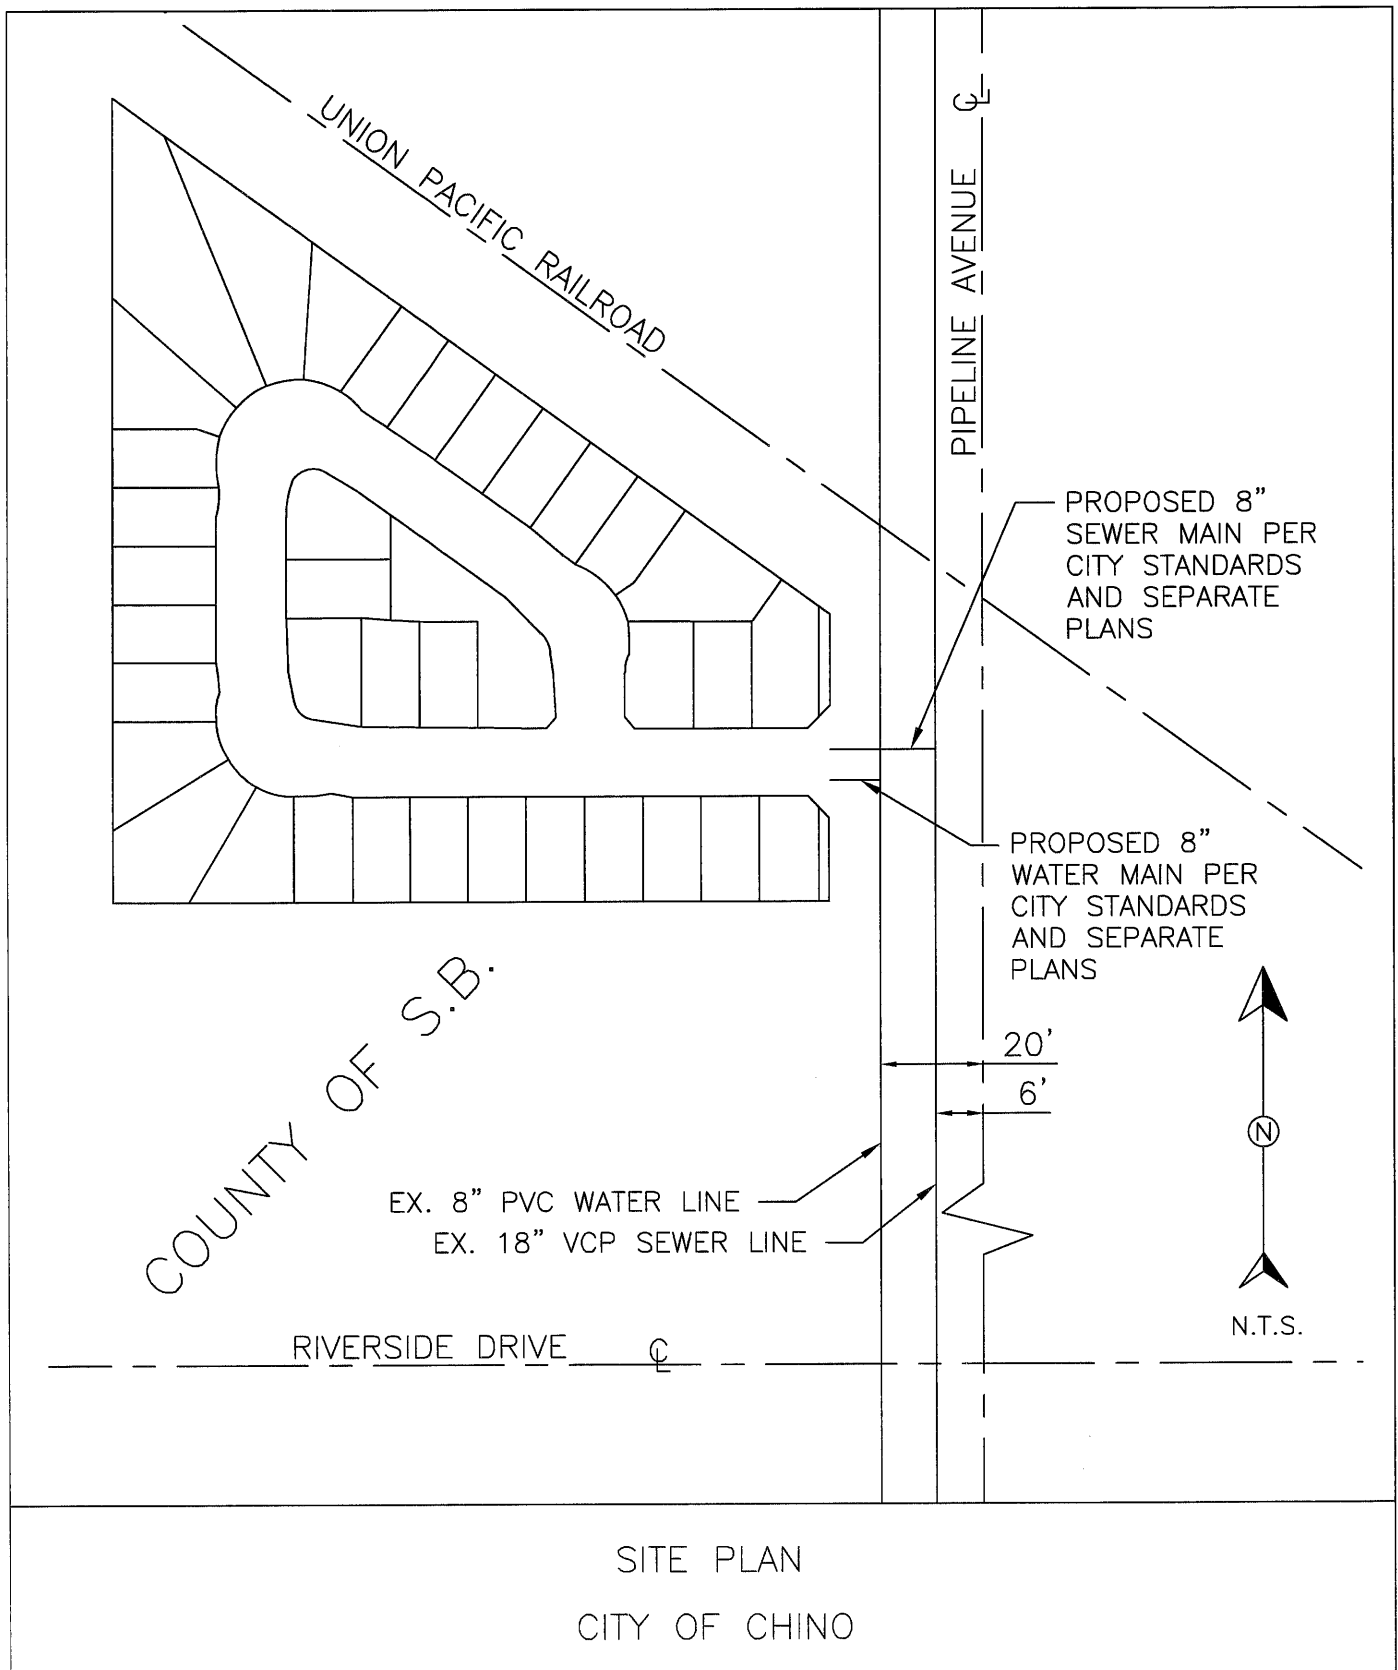 UNION PACIFIC RAILROAD
PIPELINE AVENUE ℄
PROPOSED 8"
SEWER MAIN PER
CITY STANDARDS
AND SEPARATE
PLANS
PROPOSED 8"
WATER MAIN PER
CITY STANDARDS
AND SEPARATE
PLANS
COUNTY OF S.B.
20'
6'
EX. 8" PVC WATER LINE
EX. 18" VCP SEWER LINE
N
N.T.S.
RIVERSIDE DRIVE ℄
SITE PLAN
CITY OF CHINO